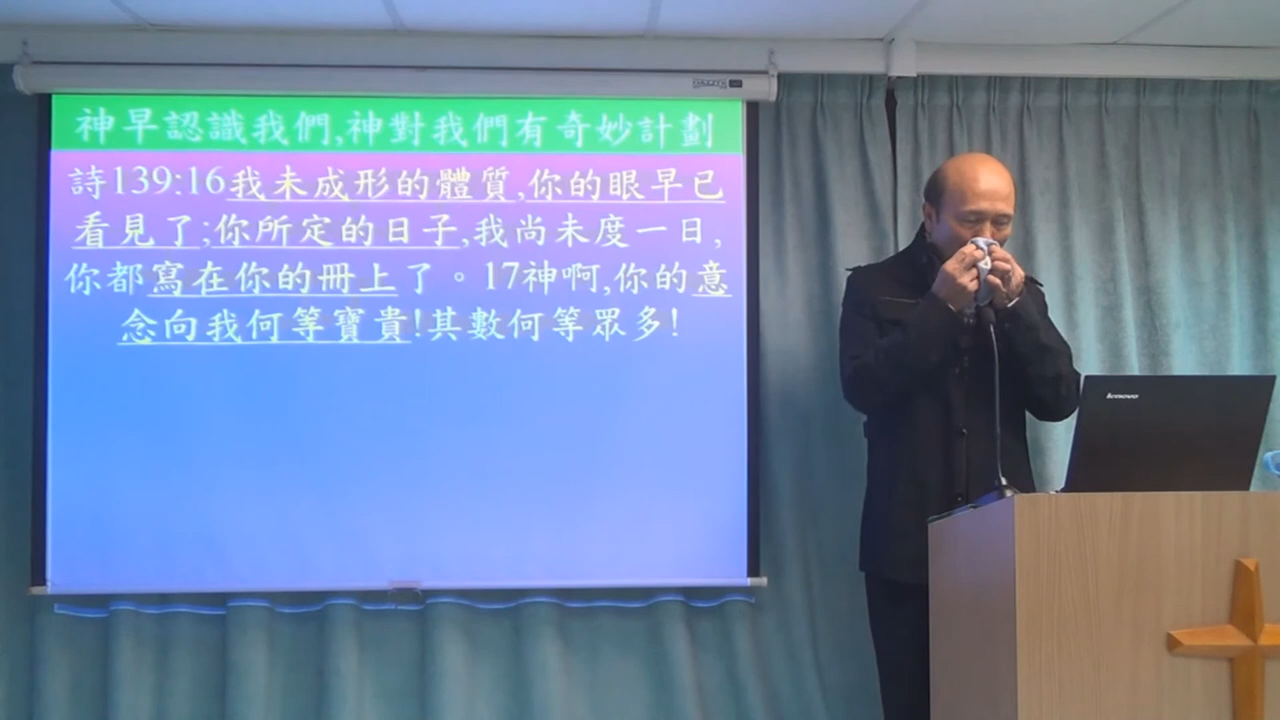 神早認識我們,神對我們有奇妙計劃
詩139:16我未成形的體質,你的眼早已
看見了;你所定的日子,我尚未度一日,
你都寫在你的冊上了。17神啊,你的意
念向我何等寶貴!其數何等眾多!
lenovo